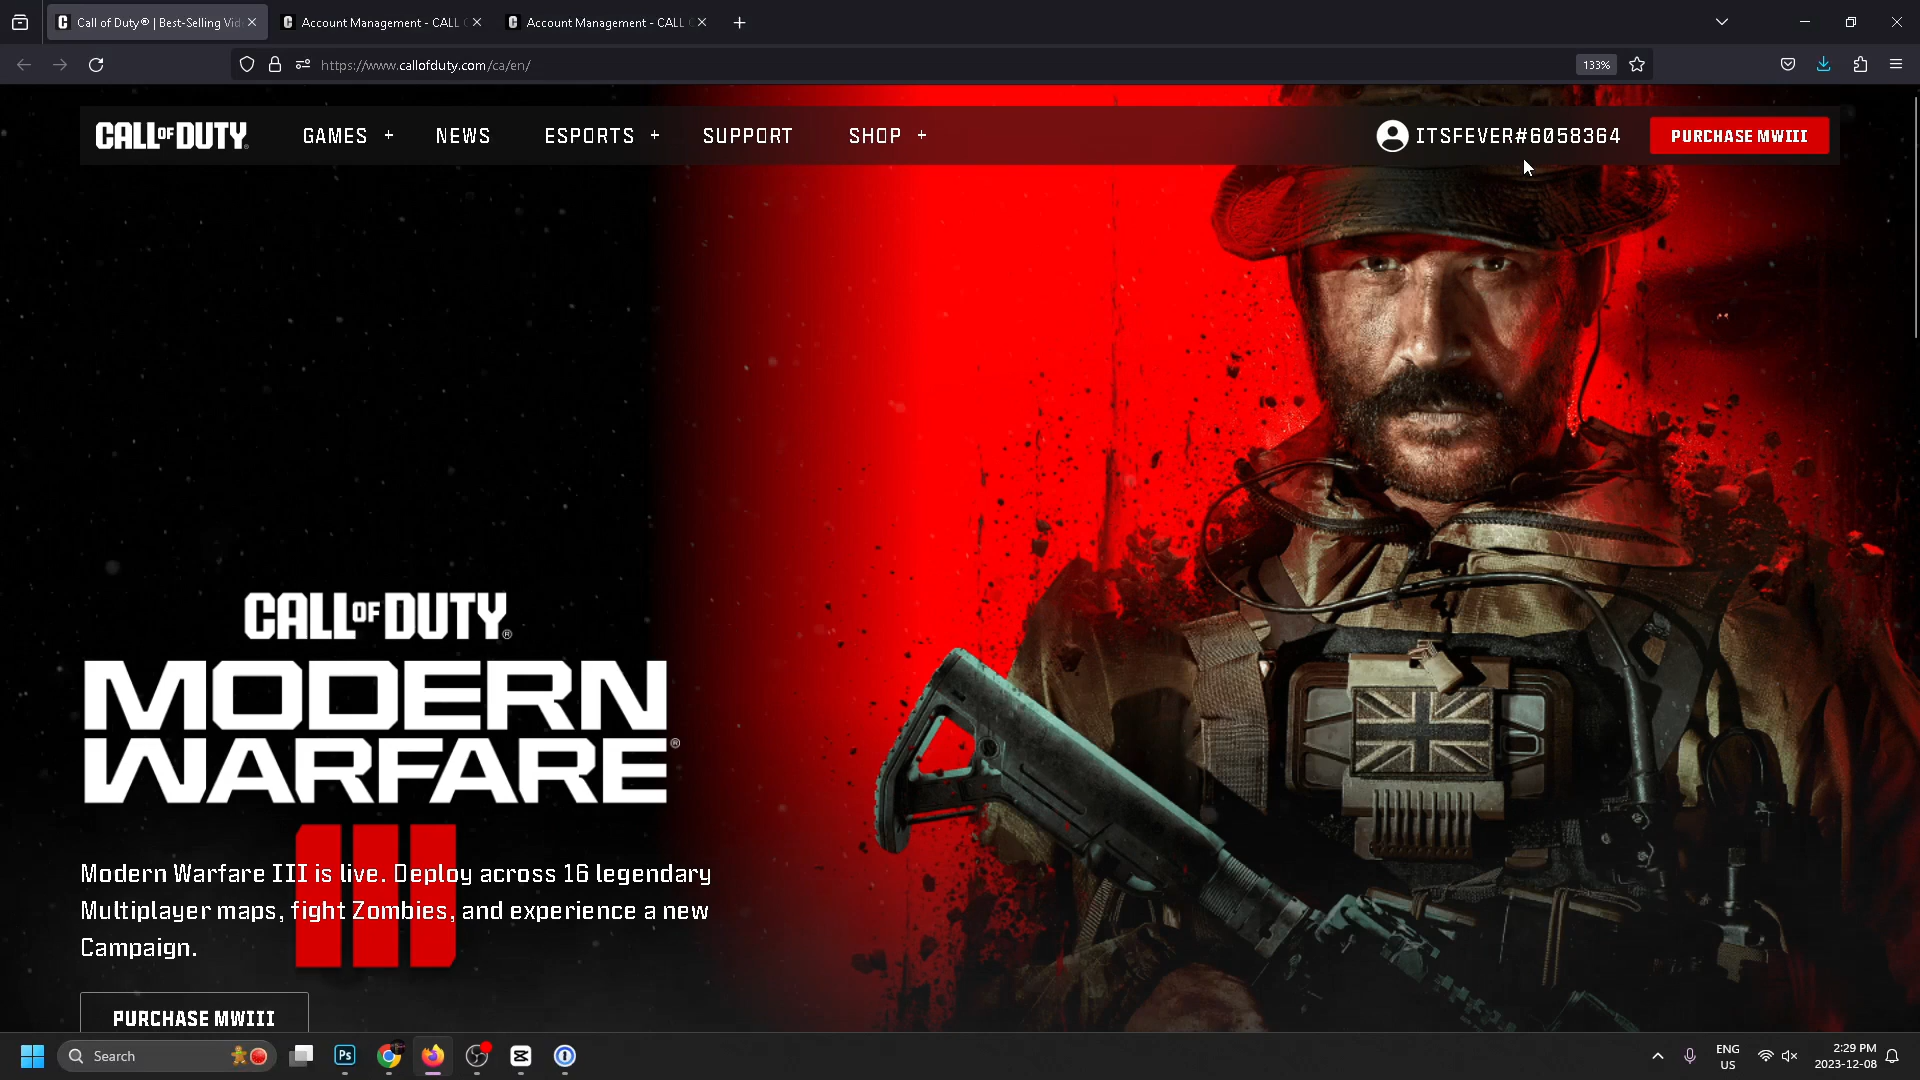 Call of Duty® | Best-Selling Vid
Account Management - CALL O
Account Management - CALL O
https://www.callofduty.com/ca/en/
133%
CALL OF DUTY
GAMES +
NEWS
ESPORTS +
SUPPORT
SHOP +
ITSFEVER#6058364
PURCHASE MWIII
CALL OF DUTY®
MODERN
WARFARE®
III
Modern Warfare III is live. Deploy across 16 legendary
Multiplayer maps, fight Zombies, and experience a new
Campaign.
PURCHASE MWIII
Search
Ps
ENG
US
2:29 PM
2023-12-08